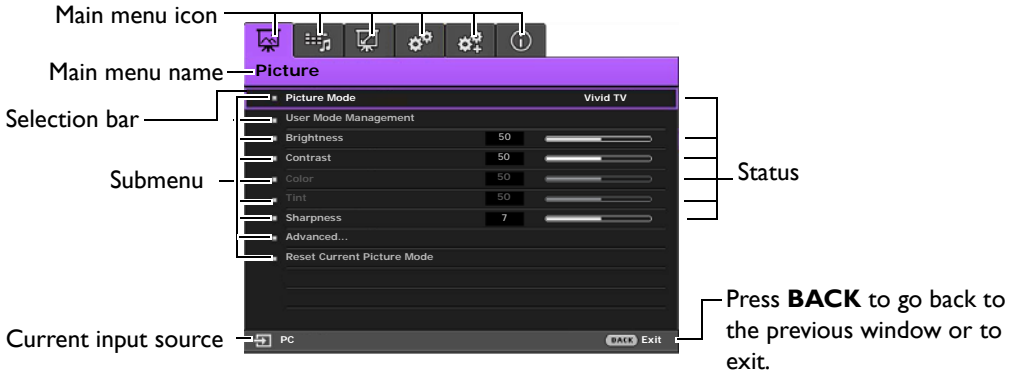 Main menu icon
Main menu name
Picture
Selection bar
Picture Mode Vivid TV
User Mode Management
Brightness 50
Contrast 50
Submenu
Color 50
Status
Tint 50
Sharpness 7
Advanced...
Reset Current Picture Mode
Current input source
PC
BACK Exit
Press BACK to go back to
the previous window or to
exit.